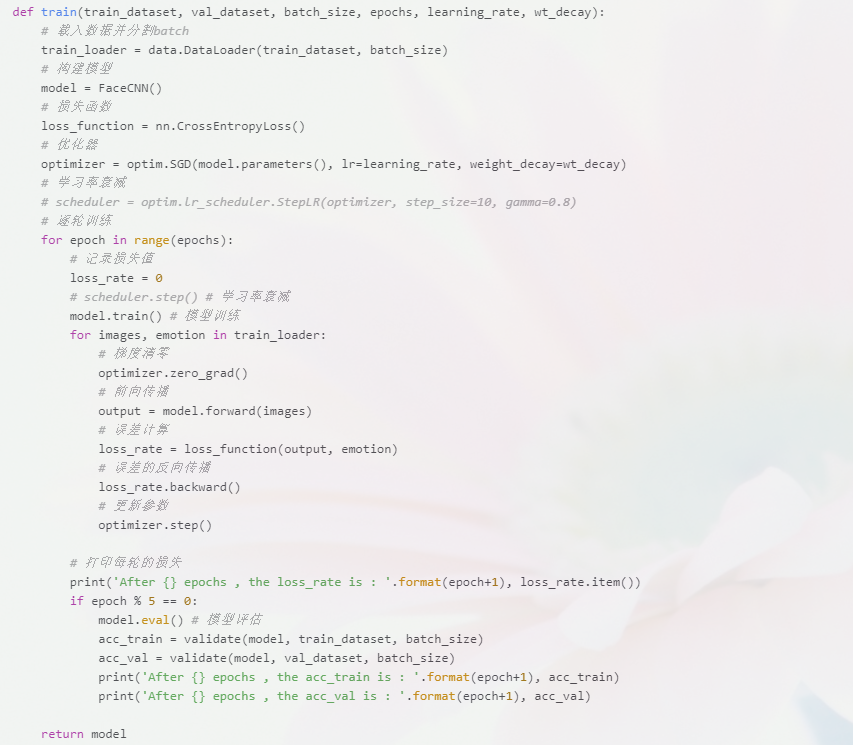 def train(train_dataset, val_dataset, batch_size, epochs, learning_rate, wt_decay):
    # 载入数据并分割batch
    train_loader = data.DataLoader(train_dataset, batch_size)
    # 构建模型
    model = FaceCNN()
    # 损失函数
    loss_function = nn.CrossEntropyLoss()
    # 优化器
    optimizer = optim.SGD(model.parameters(), lr=learning_rate, weight_decay=wt_decay)
    # 学习率衰减
    # scheduler = optim.lr_scheduler.StepLR(optimizer, step_size=10, gamma=0.8)
    # 逐轮训练
    for epoch in range(epochs):
        # 记录损失值
        loss_rate = 0
        # scheduler.step() # 学习率衰减
        model.train() # 模型训练
        for images, emotion in train_loader:
            # 梯度清零
            optimizer.zero_grad()
            # 前向传播
            output = model.forward(images)
            # 误差计算
            loss_rate = loss_function(output, emotion)
            # 误差的反向传播
            loss_rate.backward()
            # 更新参数
            optimizer.step()

        # 打印每轮的损失
        print('After {} epochs , the loss_rate is : '.format(epoch+1), loss_rate.item())
        if epoch % 5 == 0:
            model.eval() # 模型评估
            acc_train = validate(model, train_dataset, batch_size)
            acc_val = validate(model, val_dataset, batch_size)
            print('After {} epochs , the acc_train is : '.format(epoch+1), acc_train)
            print('After {} epochs , the acc_val is : '.format(epoch+1), acc_val)

    return model